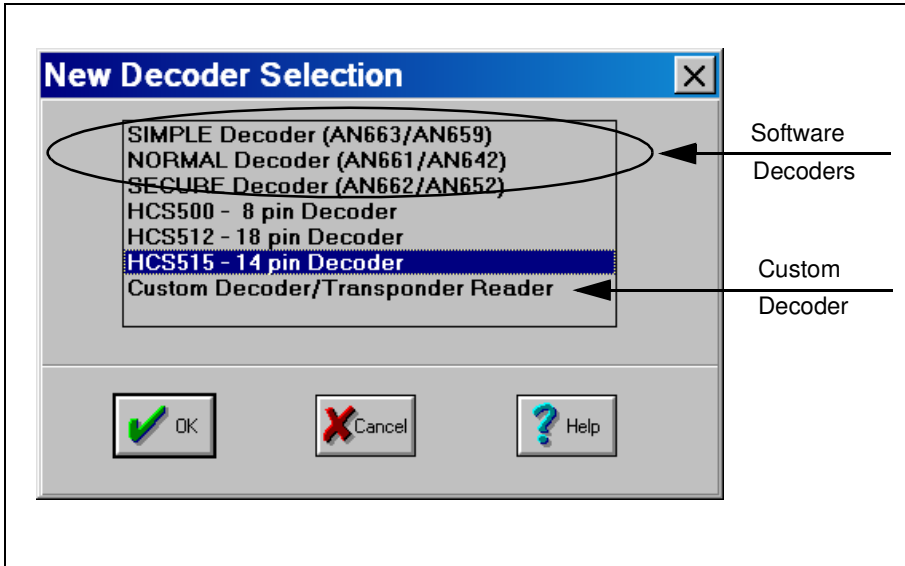 New Decoder Selection
SIMPLE Decoder (AN663/AN659)
NORMAL Decoder (AN661/AN642)
SECURE Decoder (AN662/AN652)
HCS500 - 8 pin Decoder
HCS512 - 18 pin Decoder
HCS515 - 14 pin Decoder
Custom Decoder/Transponder Reader
Software
Decoders
Custom
Decoder
OK
Cancel
Help